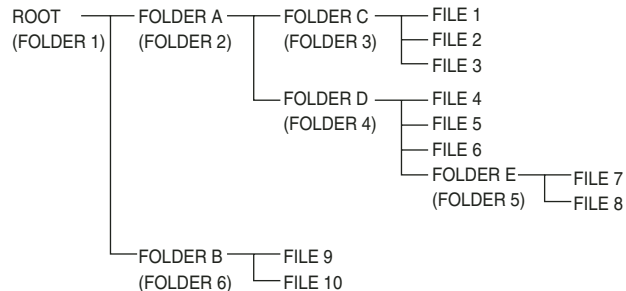 ROOT FOLDER A FOLDER C FILE 1
(FOLDER 1) (FOLDER 2) (FOLDER 3) FILE 2
FILE 3
FOLDER D FILE 4
(FOLDER 4) FILE 5
FILE 6
FOLDER E FILE 7
(FOLDER 5) FILE 8
FOLDER B FILE 9
(FOLDER 6) FILE 10